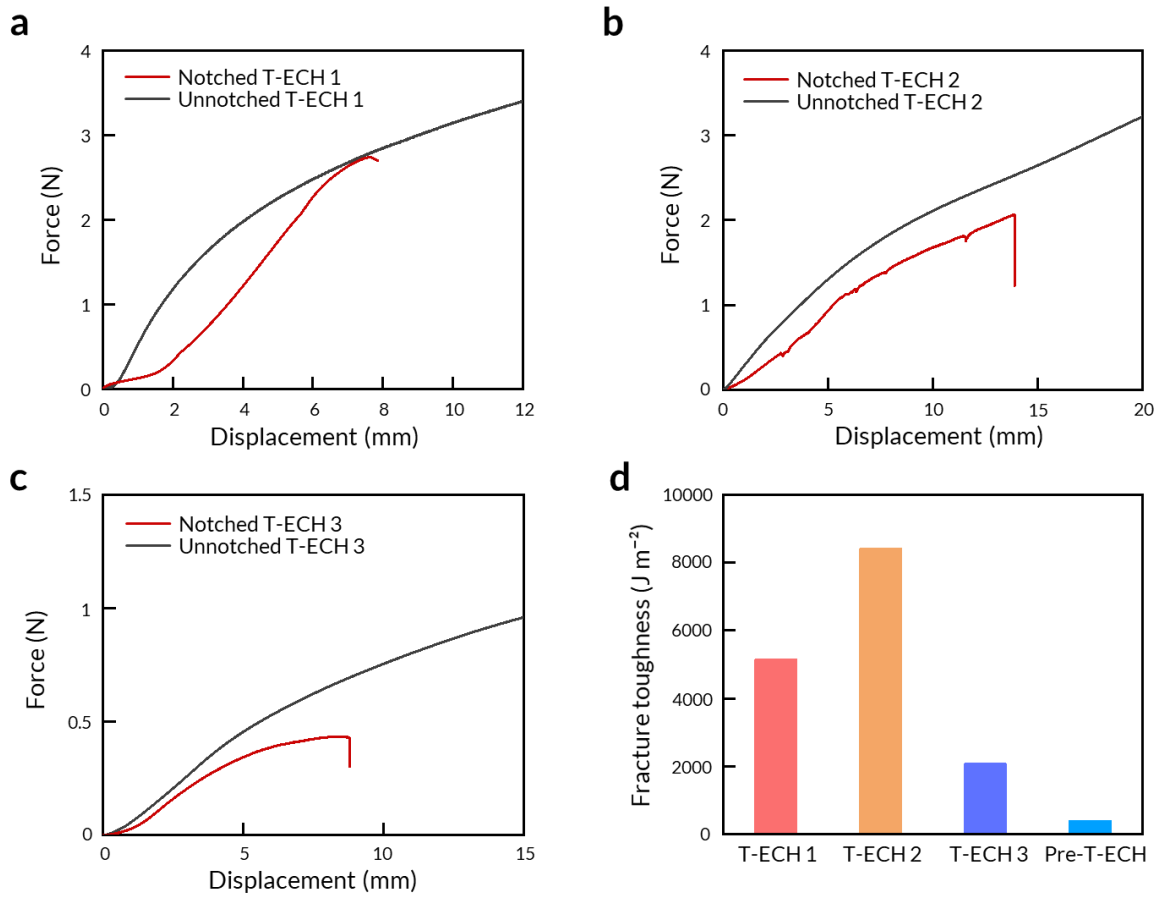 a
4
3
2
1
0
Force (N)
Notched T-ECH 1
Unnotched T-ECH 1
0 2 4 6 8 10 12
Displacement (mm)
b
4
3
2
1
0
Force (N)
Notched T-ECH 2
Unnotched T-ECH 2
0 5 10 15 20
Displacement (mm)
c
1.5
1
0.5
0
Force (N)
Notched T-ECH 3
Unnotched T-ECH 3
0 5 10 15
Displacement (mm)
d
10000
8000
6000
4000
2000
0
Fracture toughness (J m⁻²)
T-ECH 1 T-ECH 2 T-ECH 3 Pre-T-ECH